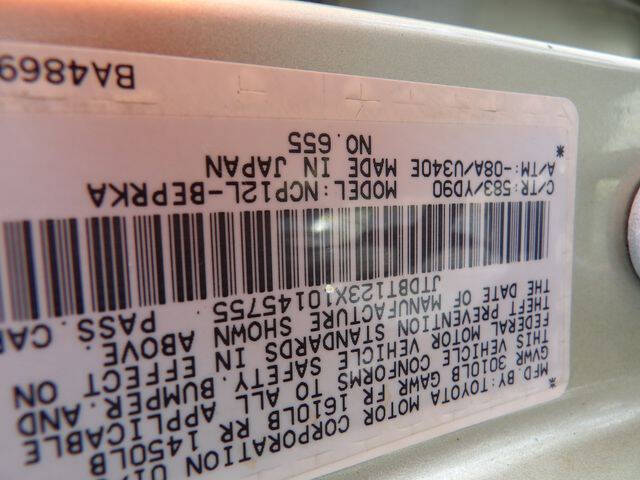 MFD. BY: TOYOTA MOTOR CORPORATION 01/
GVWR 3010LB GAWR FR 1610LB RR 1450LB
THIS VEHICLE CONFORMS TO ALL APPLICABLE
FEDERAL MOTOR VEHICLE SAFETY, BUMPER, AND
THEFT PREVENTION STANDARDS IN EFFECT ON
THE DATE OF MANUFACTURE SHOWN ABOVE.
JTDBT123X10145755 PASS. CAR
C/TR: 583/YD90 MODEL: NCP12L-BEPRKA
A/TM: -08A/U340E MADE IN JAPAN
NO. 655
BA4869